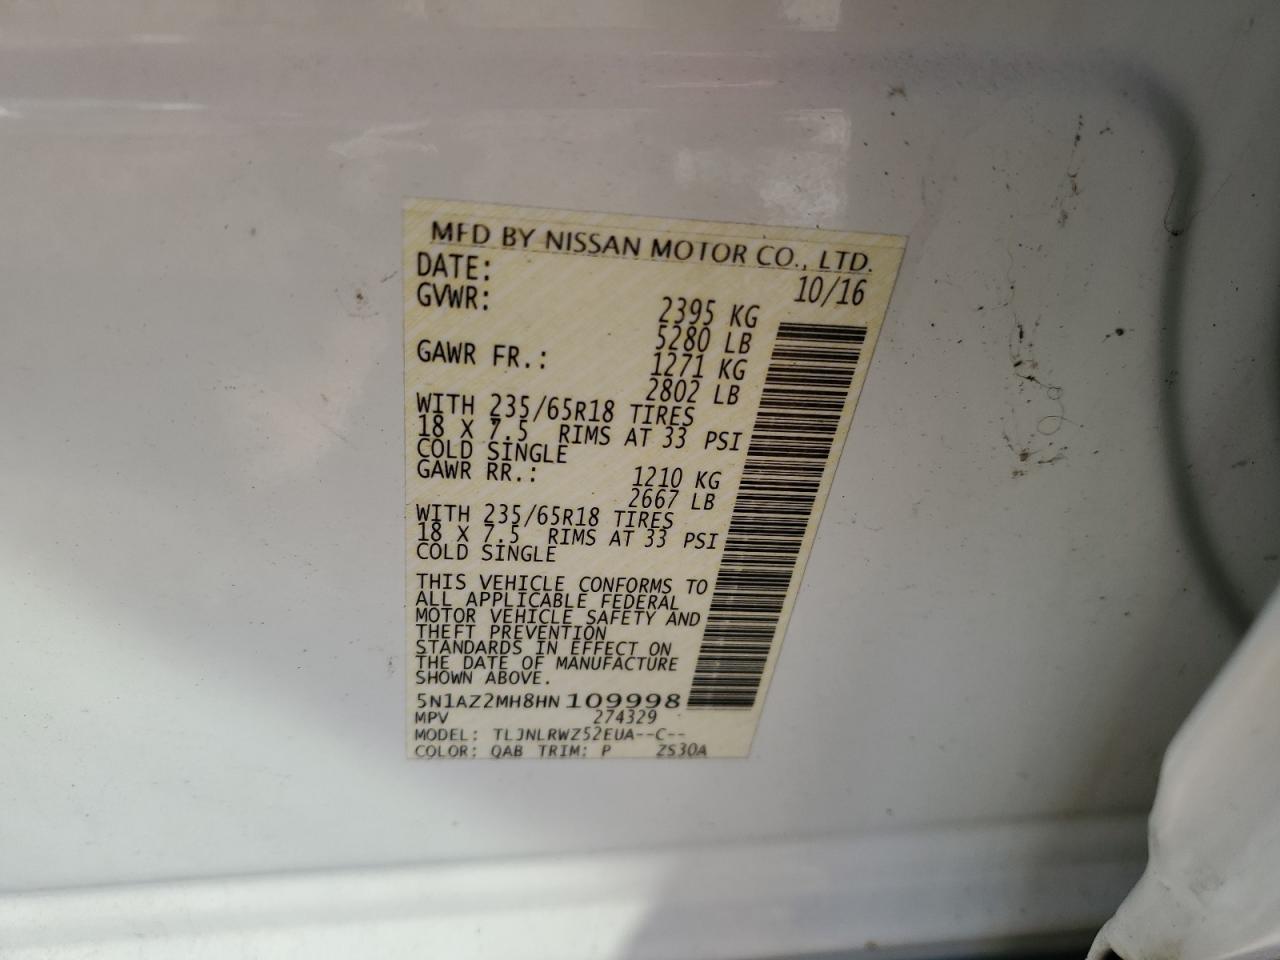 MFD BY NISSAN MOTOR CO., LTD.
DATE: 10/16
GVWR: 2395 KG
5280 LB
GAWR FR.: 1271 KG
2802 LB
WITH 235/65R18 TIRES
18 X 7.5 RIMS AT 33 PSI
COLD SINGLE
GAWR RR.: 1210 KG
2667 LB
WITH 235/65R18 TIRES
18 X 7.5 RIMS AT 33 PSI
COLD SINGLE
THIS VEHICLE CONFORMS TO
ALL APPLICABLE FEDERAL
MOTOR VEHICLE SAFETY AND
THEFT PREVENTION
STANDARDS IN EFFECT ON
THE DATE OF MANUFACTURE
SHOWN ABOVE.
5N1AZ2MH8HN109998
MPV 274329
MODEL: TLJNLRWZ52EUA--C--
COLOR: QAB TRIM: P ZS30A